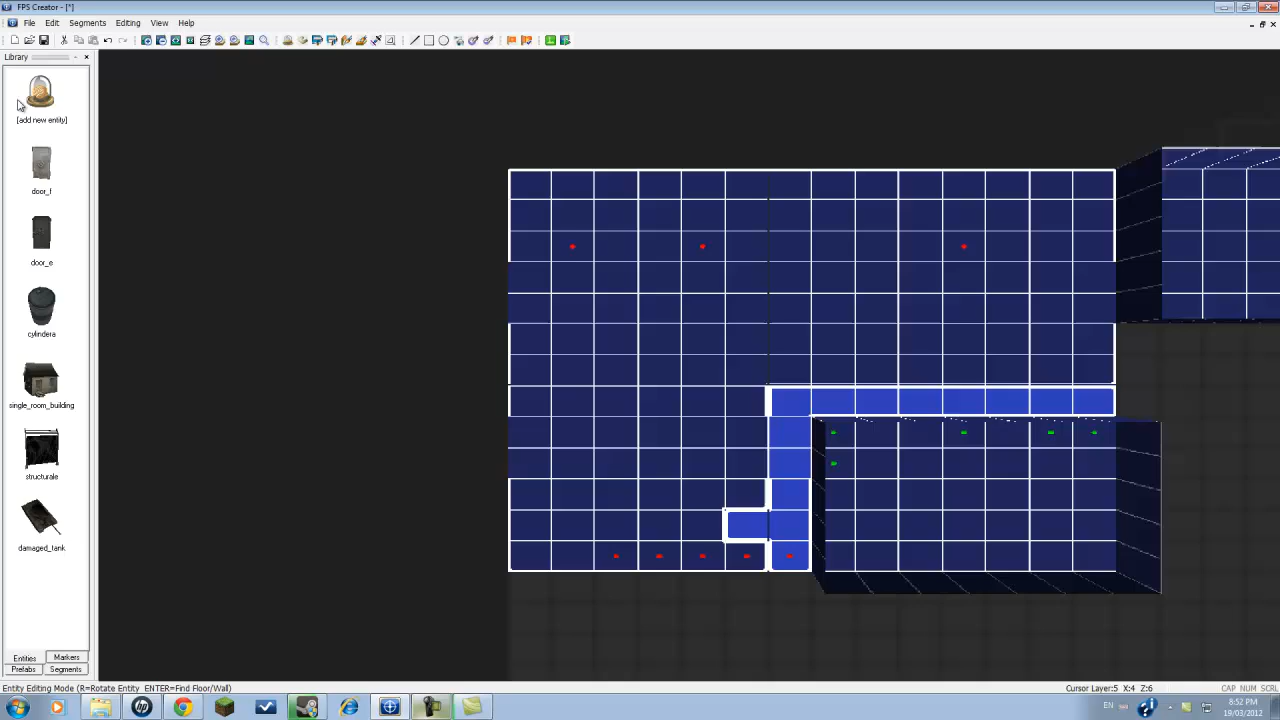 FPS Creator - [*]
File Edit Segments Editing View Help
Library
[add new entity]
door_f
door_e
cylindera
single_room_building
structurale
damaged_tank
Entities Markers
Prefabs Segments
Entity Editing Mode (R=Rotate Entity ENTER=Find Floor/Wall)
Cursor Layer:5 X:4 Z:6
CAP NUM SCRL
EN
8:52 PM
19/03/2012